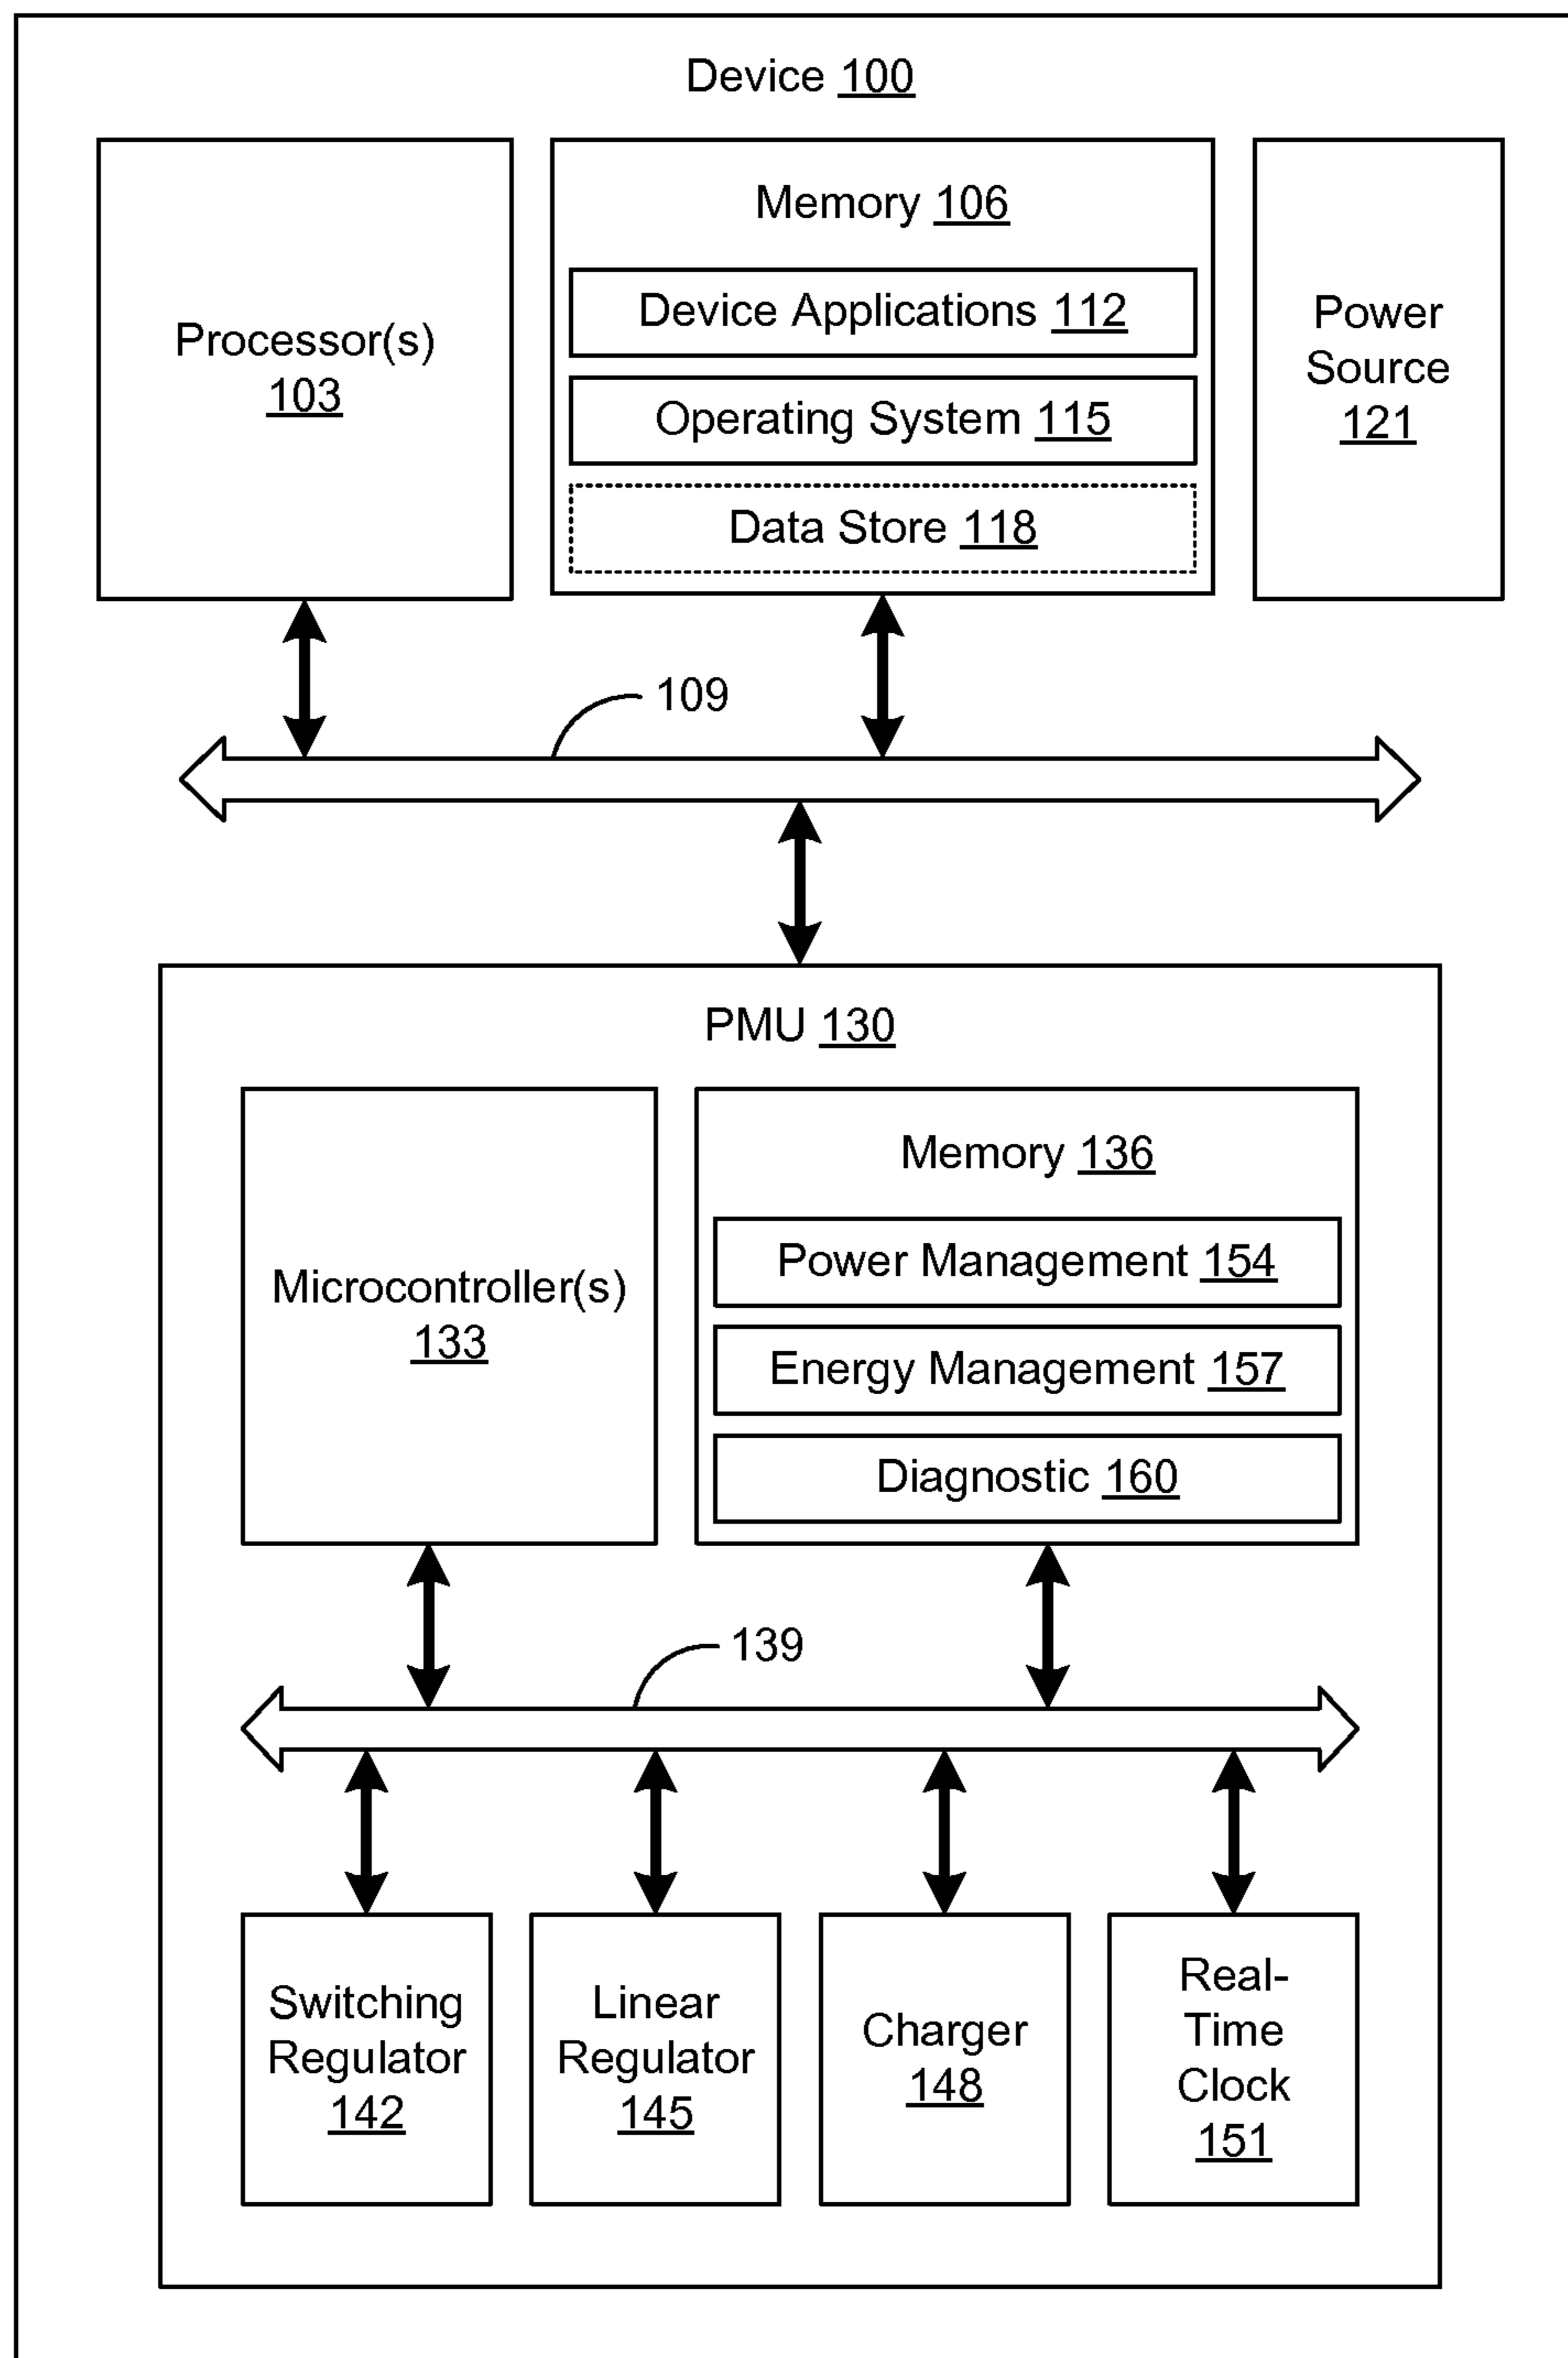 Device 100
Processor(s)
103
Memory 106
Device Applications 112
Operating System 115
Data Store 118
Power
Source
121
109
PMU 130
Microcontroller(s)
133
Memory 136
Power Management 154
Energy Management 157
Diagnostic 160
139
Switching
Regulator
142
Linear
Regulator
145
Charger
148
Real-
Time
Clock
151